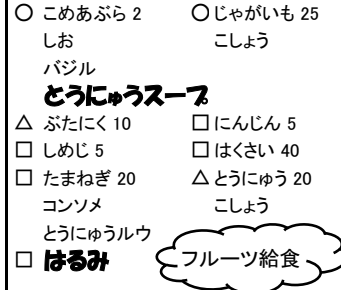 ○ こめあぶら 2 ○じゃがいも 25
しお こしょう
バジル
とうにゅうスープ
△ ぶたにく 10 □にんじん 5
□ しめじ 5 □はくさい 40
□ たまねぎ 20 △とうにゅう 20
コンソメ こしょう
とうにゅうルウ
□ はるみ フルーツ給食